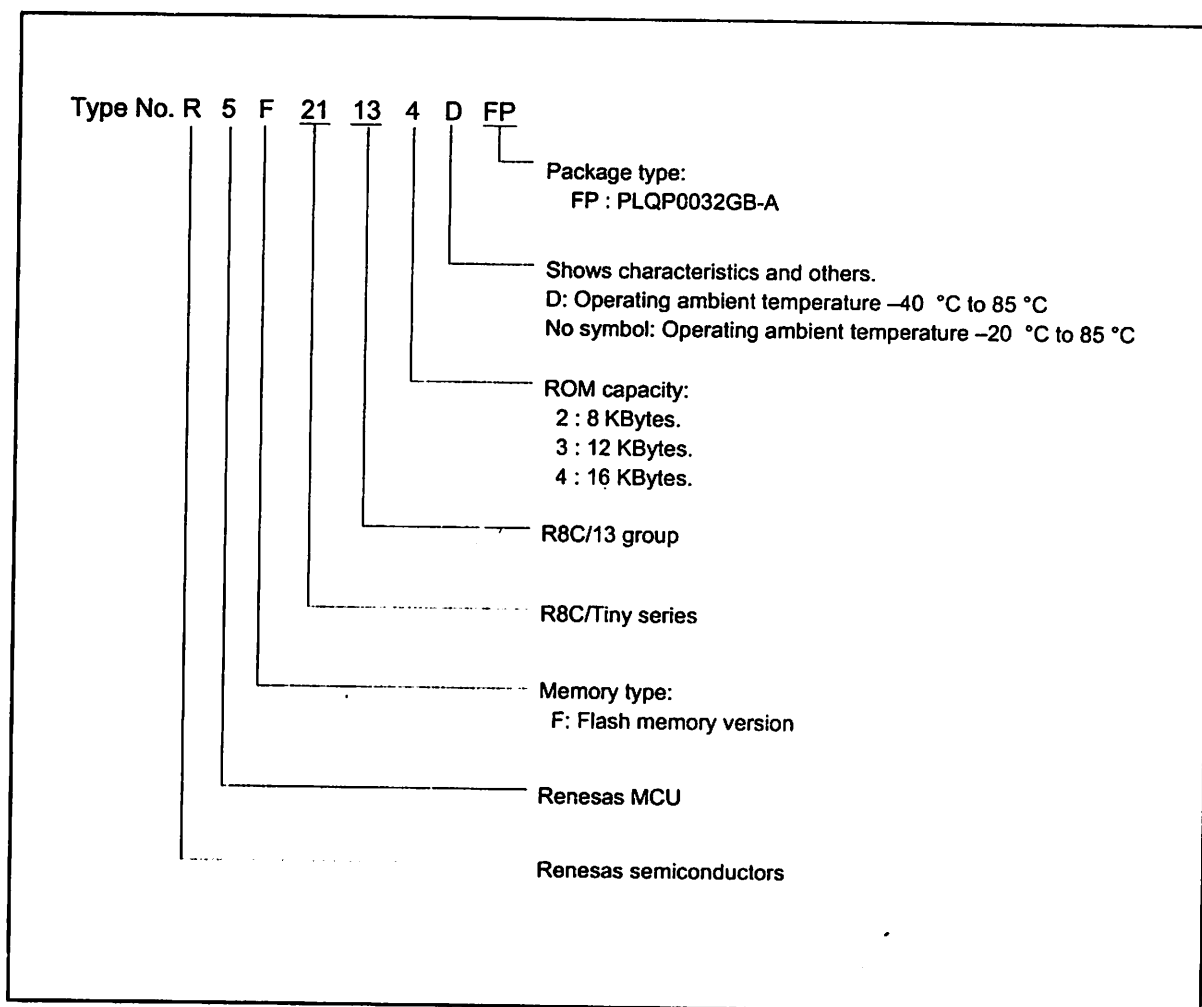 Type No. R 5 F 21 13 4 D FP
Package type:
FP : PLQP0032GB-A
Shows characteristics and others.
D: Operating ambient temperature –40 °C to 85 °C
No symbol: Operating ambient temperature –20 °C to 85 °C
ROM capacity:
2 : 8 KBytes.
3 : 12 KBytes.
4 : 16 KBytes.
R8C/13 group
R8C/Tiny series
Memory type:
F: Flash memory version
Renesas MCU
Renesas semiconductors